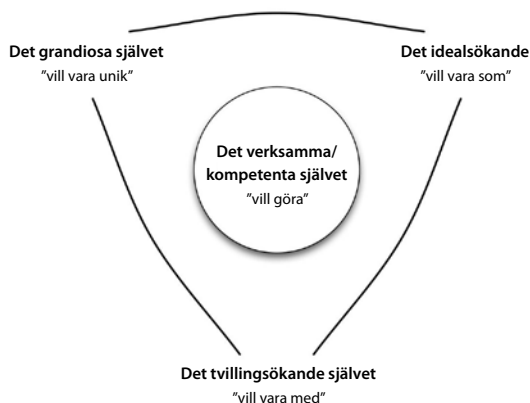 Det grandiosa självet
"vill vara unik"
Det idealsökande
"vill vara som"
Det verksamma/
kompetenta självet
"vill göra"
Det tvillingsökande självet
"vill vara med"